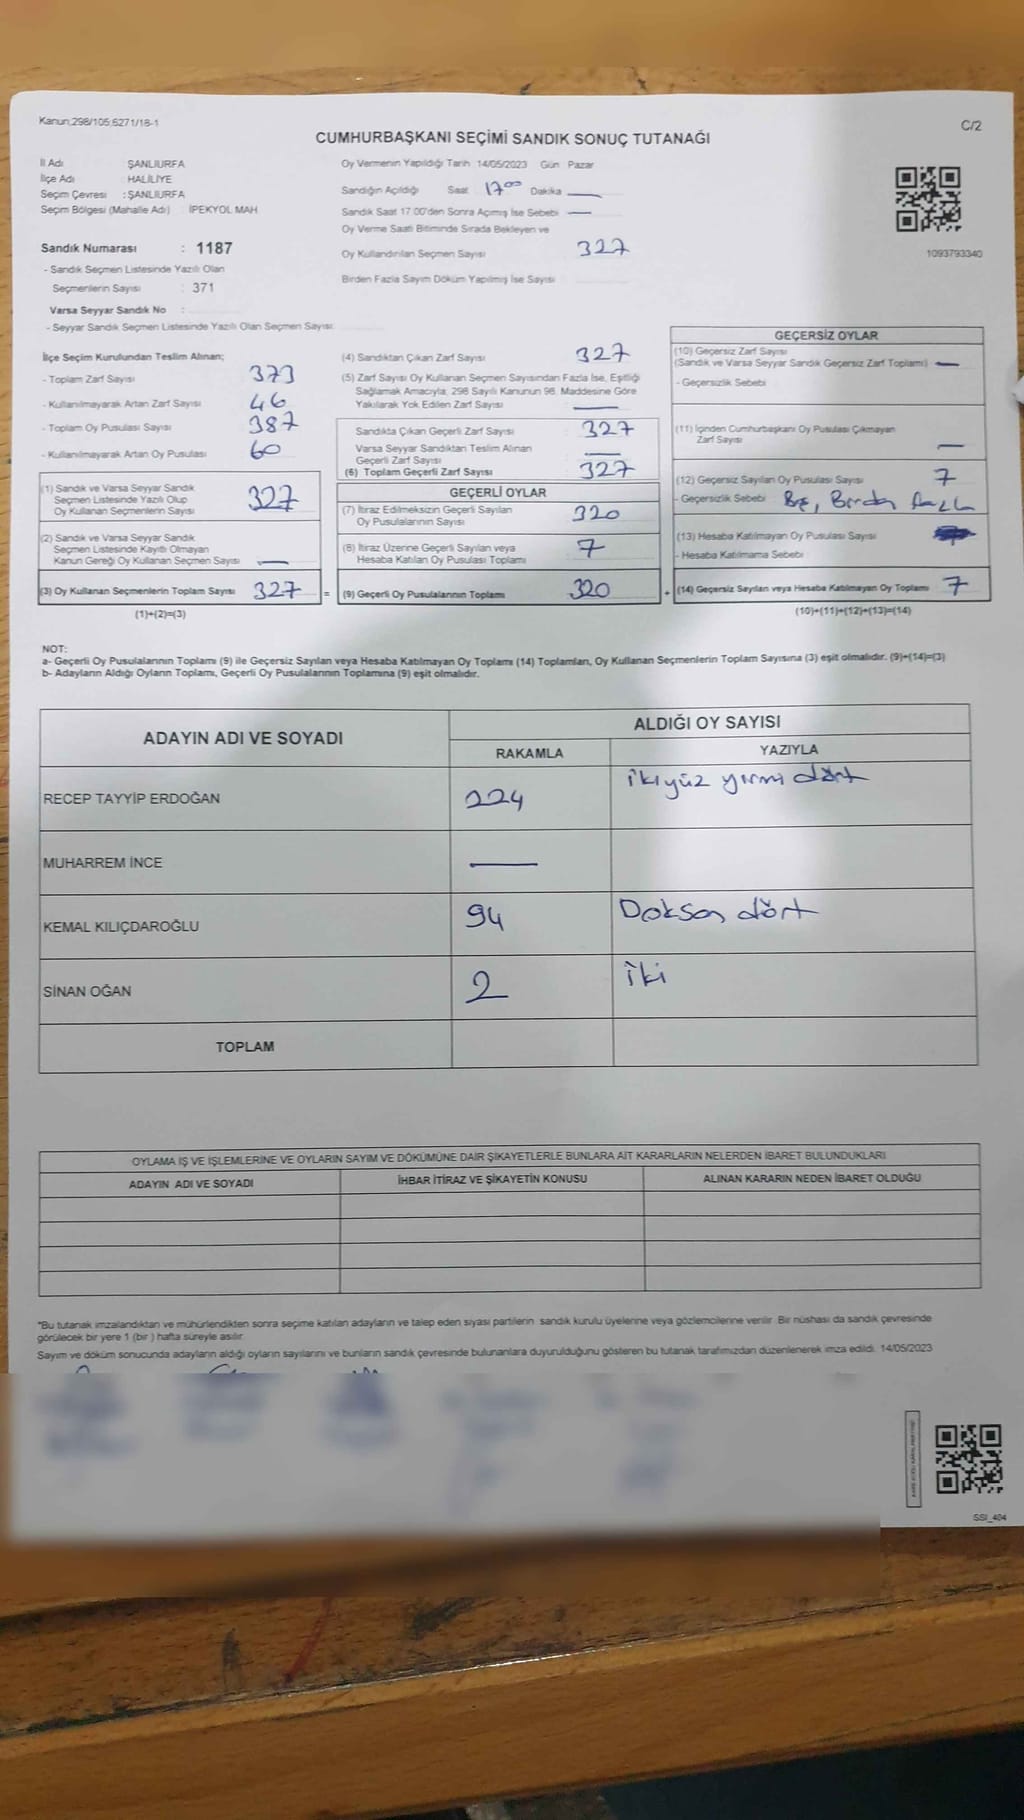 Kanun;298/105;6271/18-1
C/2
CUMHURBAŞKANI SEÇİMİ SANDIK SONUÇ TUTANAĞI
İl Adı ŞANLIURFA
İlçe Adı : HALİLİYE
Seçim Çevresi : ŞANLIURFA
Seçim Bölgesi (Mahalle Adı) İPEKYOL MAH
Sandık Numarası : 1187
- Sandık Seçmen Listesinde Yazılı Olan
Seçmenlerin Sayısı : 371
Varsa Seyyar Sandık No :
- Seyyar Sandık Seçmen Listesinde Yazılı Olan Seçmen Sayısı:
Oy Vermenin Yapıldığı Tarih 14/05/2023 Gün Pazar
Sandığın Açıldığı Saat 17 00 Dakika —
Sandık Saat 17.00'den Sonra Açımış İse Sebebi —
Oy Verme Saati Bitiminde Sırada Bekleyen ve
Oy Kullandırılan Seçmen Sayısı 327
Birden Fazla Sayım Döküm Yapılmış İse Sayısı
1093793340
İlçe Seçim Kurulundan Teslim Alınan;
- Toplam Zarf Sayısı 373
- Kullanılmayarak Artan Zarf Sayısı 46
- Toplam Oy Pusulası Sayısı 387
- Kullanılmayarak Artan Oy Pusulası 60
(1) Sandık ve Varsa Seyyar Sandık
Seçmen Listesinde Yazılı Olup
Oy Kullanan Seçmenlerin Sayısı 327
(2) Sandık ve Varsa Seyyar Sandık
Seçmen Listesinde Kayıtlı Olmayan
Kanun Gereği Oy Kullanan Seçmen Sayısı —
(3) Oy Kullanan Seçmenlerin Toplam Sayısı 327 =
(1)+(2)=(3)
(4) Sandıktan Çıkan Zarf Sayısı 327
(5) Zarf Sayısı Oy Kullanan Seçmen Sayısından Fazla İse, Eşitliği
Sağlamak Amacıyla, 298 Sayılı Kanunun 98. Maddesine Göre
Yakılarak Yok Edilen Zarf Sayısı —
Sandıkta Çıkan Geçerli Zarf Sayısı 327
Varsa Seyyar Sandıktan Teslim Alınan
Geçerli Zarf Sayısı —
(6) Toplam Geçerli Zarf Sayısı 327
GEÇERLİ OYLAR
(7) İtiraz Edilmeksizin Geçerli Sayılan
Oy Pusulalarının Sayısı 320
(8) İtiraz Üzerine Geçerli Sayılan veya
Hesaba Katılan Oy Pusulası Toplamı 7
(9) Geçerli Oy Pusulalarının Toplamı 320 +
GEÇERSİZ OYLAR
(10) Geçersiz Zarf Sayısı
(Sandık ve Varsa Seyyar Sandık Geçersiz Zarf Toplamı) —
- Geçersizlik Sebebi
(11) İçinden Cumhurbaşkanı Oy Pusulası Çıkmayan
Zarf Sayısı —
(12) Geçersiz Sayılan Oy Pusulası Sayısı 7
- Geçersizlik Sebebi
(13) Hesaba Katılmayan Oy Pusulası Sayısı
- Hesaba Katılmama Sebebi
(14) Geçersiz Sayılan veya Hesaba Katılmayan Oy Toplamı 7
(10)+(11)+(12)+(13)=(14)
NOT:
a- Geçerli Oy Pusulalarının Toplamı (9) ile Geçersiz Sayılan veya Hesaba Katılmayan Oy Toplamı (14) Toplamları, Oy Kullanan Seçmenlerin Toplam Sayısına (3) eşit olmalıdır. (9)+(14)=(3)
b- Adayların Aldığı Oyların Toplamı, Geçerli Oy Pusulalarının Toplamına (9) eşit olmalıdır.
ADAYIN ADI VE SOYADI ALDIĞI OY SAYISI
RAKAMLA YAZIYLA
RECEP TAYYİP ERDOĞAN 224 ikiyüz yirmi dört
MUHARREM İNCE —
KEMAL KILIÇDAROĞLU 94 Doksan dört
SİNAN OĞAN 2 iki
TOPLAM
OYLAMA İŞ VE İŞLEMLERİNE VE OYLARIN SAYIM VE DÖKÜMÜNE DAİR ŞİKAYETLERLE BUNLARA AİT KARARLARIN NELERDEN İBARET BULUNDUKLARI
ADAYIN ADI VE SOYADI İHBAR İTİRAZ VE ŞİKAYETİN KONUSU ALINAN KARARIN NEDEN İBARET OLDUĞU
"Bu tutanak imzalandıktan ve mühürlendikten sonra seçime katılan adayların ve talep eden siyasi partilerin sandık kurulu üyelerine veya gözlemcilerine verilir. Bir nüshası da sandık çevresinde
görülecek bir yere 1 (bir ) hafta süreyle asılır.
Sayım ve döküm sonucunda adayların aldığı oyların sayılarını ve bunların sandık çevresinde bulunanlara duyurulduğunu gösteren bu tutanak tarafımızdan düzenlenerek imza edildi. 14/05/2023
SSI_404